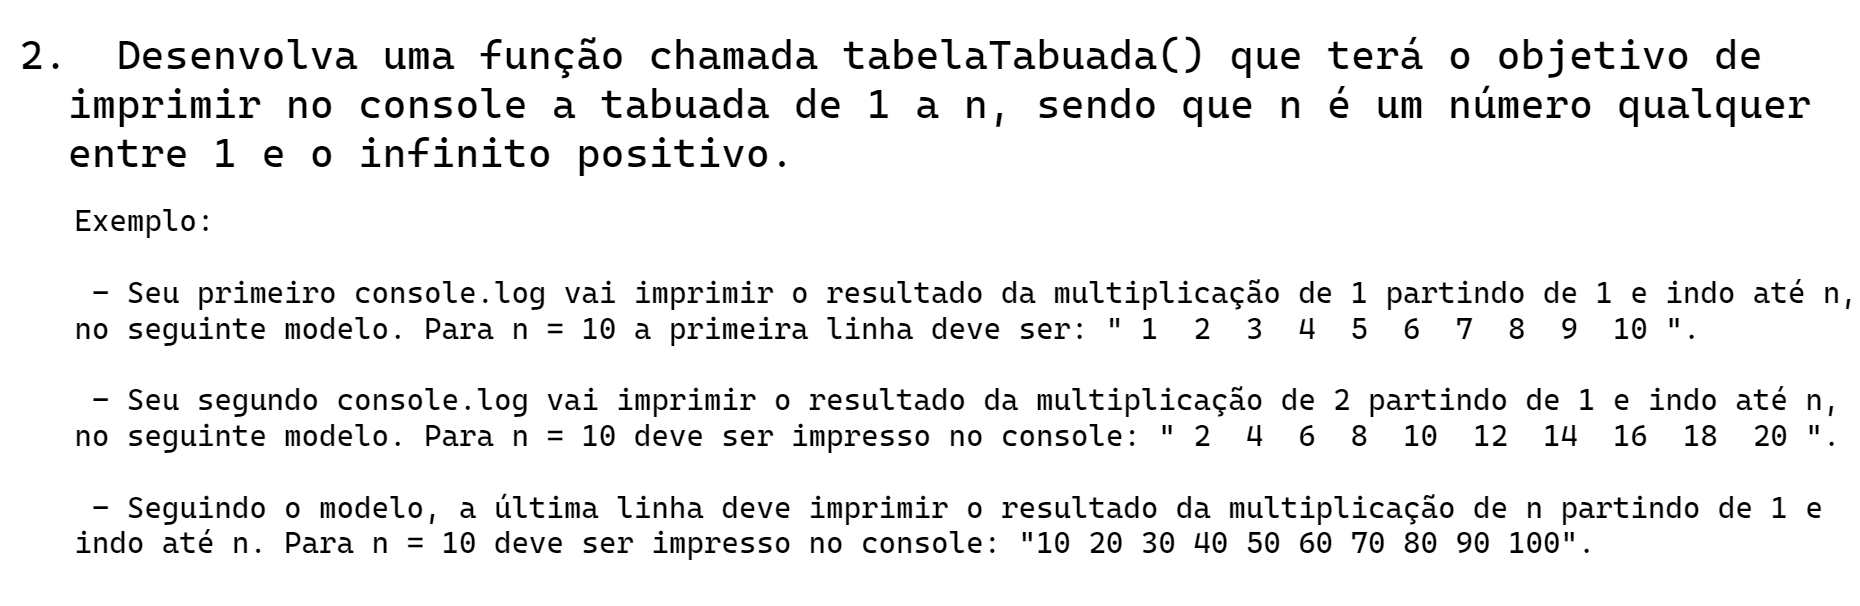 2.  Desenvolva uma função chamada tabelaTabuada() que terá o objetivo de
imprimir no console a tabuada de 1 a n, sendo que n é um número qualquer
entre 1 e o infinito positivo.
Exemplo:
– Seu primeiro console.log vai imprimir o resultado da multiplicação de 1 partindo de 1 e indo até n,
no seguinte modelo. Para n = 10 a primeira linha deve ser: " 1  2  3  4  5  6  7  8  9  10 ".
– Seu segundo console.log vai imprimir o resultado da multiplicação de 2 partindo de 1 e indo até n,
no seguinte modelo. Para n = 10 deve ser impresso no console: " 2  4  6  8  10  12  14  16  18  20 ".
– Seguindo o modelo, a última linha deve imprimir o resultado da multiplicação de n partindo de 1 e
indo até n. Para n = 10 deve ser impresso no console: "10 20 30 40 50 60 70 80 90 100".